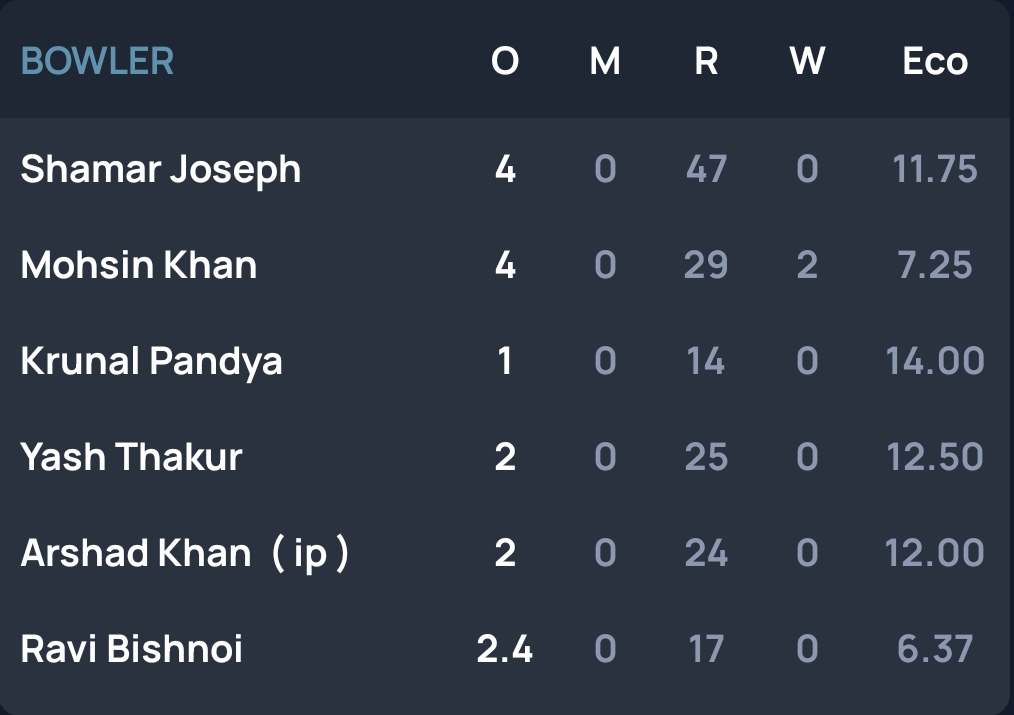 BOWLER O M R W Eco
Shamar Joseph 4 0 47 0 11.75
Mohsin Khan 4 0 29 2 7.25
Krunal Pandya 1 0 14 0 14.00
Yash Thakur 2 0 25 0 12.50
Arshad Khan ( ip ) 2 0 24 0 12.00
Ravi Bishnoi 2.4 0 17 0 6.37